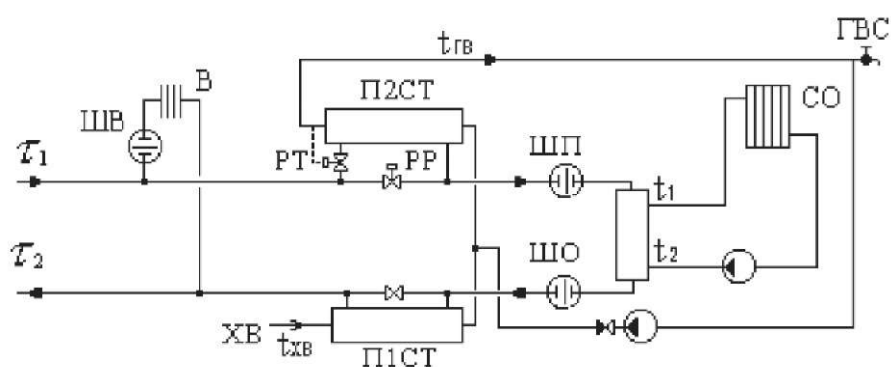 ГВС
tГВ
В
П2СТ
СО
ШВ
τ1
РТ
РР
ШП
t1
τ2
ШО
t2
ХВ
tХВ
П1СТ